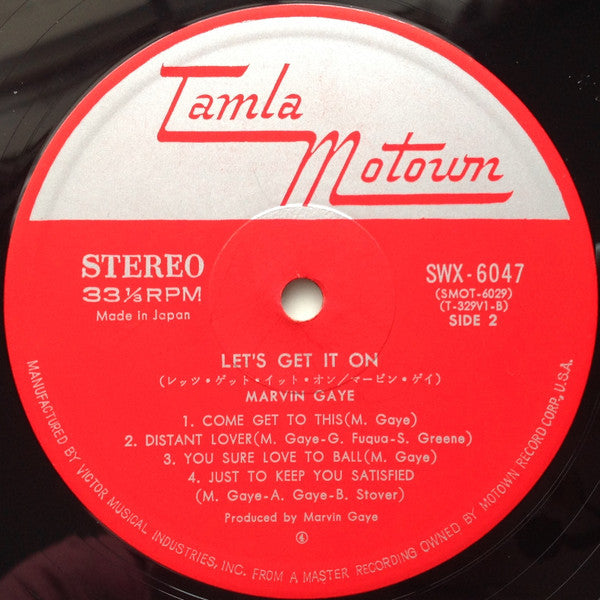 Tamla
Motown
STEREO
33⅓RPM
Made in Japan
SWX-6047
(SMOT-6029)
(T-329V1-B)
SIDE 2
LET'S GET IT ON
(レッツ・ゲット・イット・オン/マービン・ゲイ)
MARVIN GAYE
1. COME GET TO THIS(M. Gaye)
2. DISTANT LOVER(M. Gaye-G. Fuqua-S. Greene)
3. YOU SURE LOVE TO BALL(M. Gaye)
4. JUST TO KEEP YOU SATISFIED
(M. Gaye-A. Gaye-B. Stover)
Produced by Marvin Gaye
MANUFACTURED BY VICTOR MUSICAL INDUSTRIES, INC. FROM A MASTER RECORDING OWNED BY MOTOWN RECORD CORP., U.S.A.